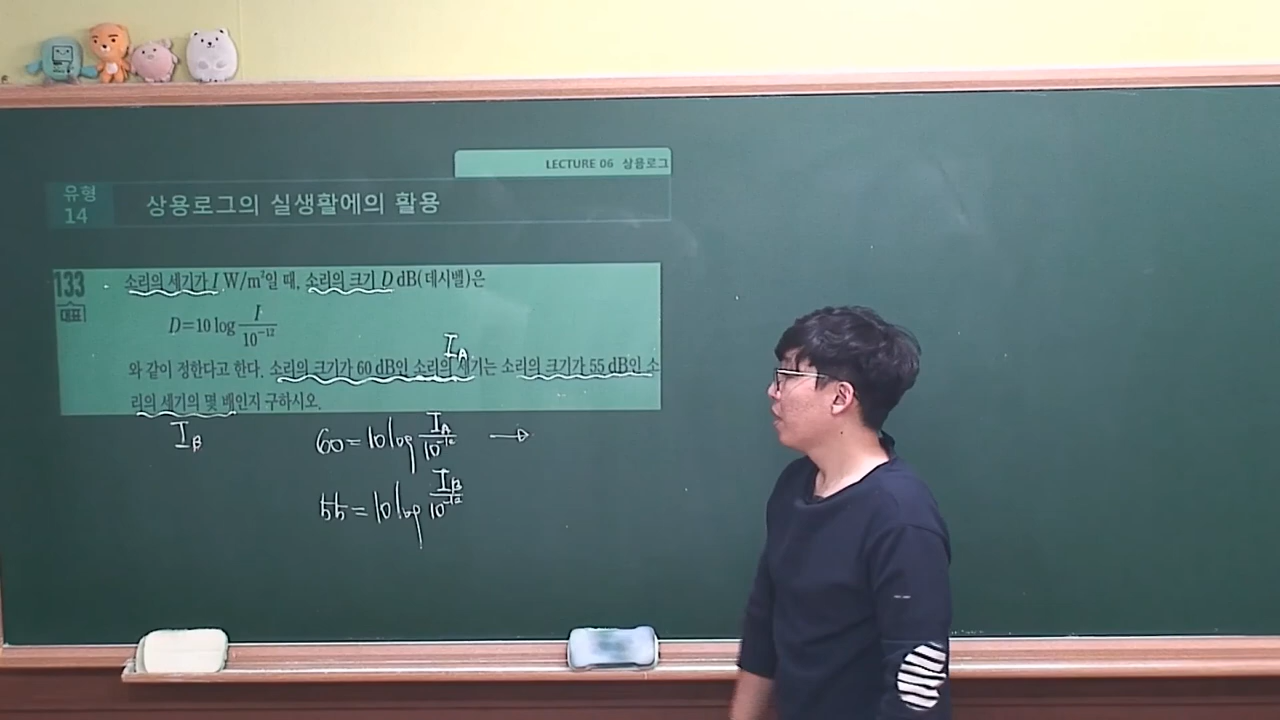 LECTURE 06 상용로그
유형
14
상용로그의 실생활에의 활용
133
대표
소리의 세기가 I W/m²일 때, 소리의 크기 D dB(데시벨)은
D=10 log I/10⁻¹²
I_A
와 같이 정한다고 한다. 소리의 크기가 60 dB인 소리의 세기는 소리의 크기가 55 dB인 소
리의 세기의 몇 배인지 구하시오.
I_B
60=10log I_A/10⁻¹² →
55=10log I_B/10⁻¹²